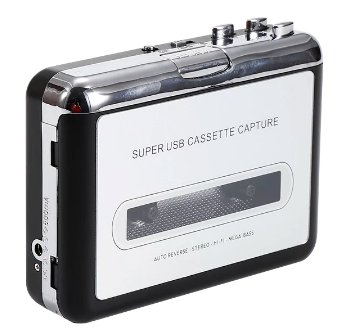 SUPER USB CASSETTE CAPTURE
AUTO REVERSE · STEREO · HI-FI · MEGA BASS